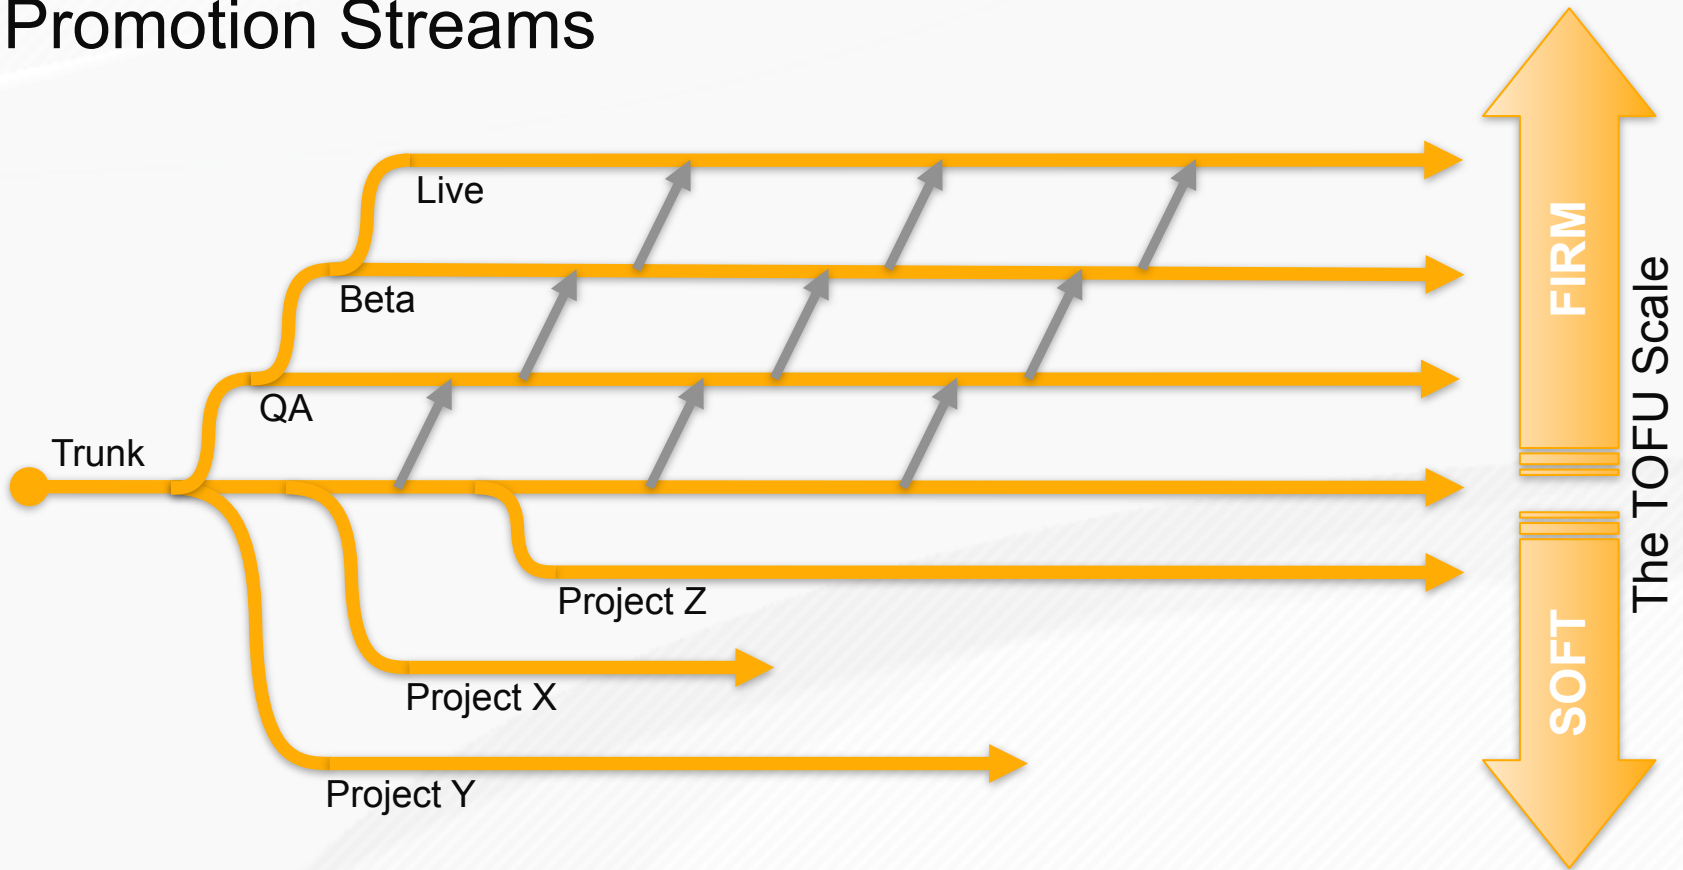 Promotion Streams
Live
Beta
QA
Trunk
Project Z
Project X
Project Y
FIRM
SOFT
The TOFU Scale